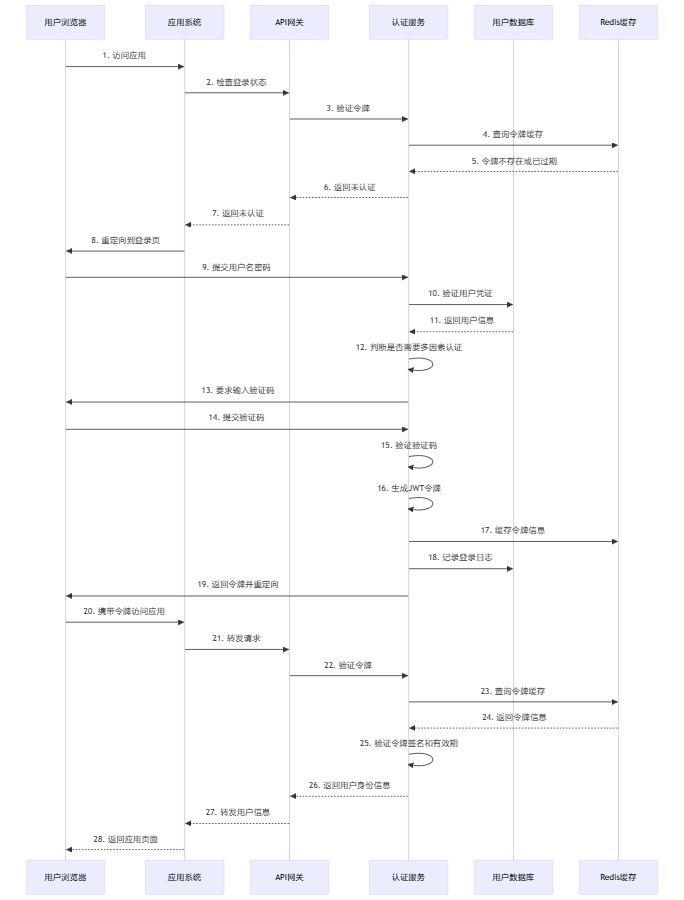 用户浏览器 应用系统 API网关 认证服务 用户数据库 Redis缓存
1. 访问应用
2. 检查登录状态
3. 验证令牌
4. 查询令牌缓存
5. 令牌不存在或已过期
6. 返回未认证
7. 返回未认证
8. 重定向到登录页
9. 提交用户名密码
10. 验证用户凭证
11. 返回用户信息
12. 判断是否需要多因素认证
13. 要求输入验证码
14. 提交验证码
15. 验证验证码
16. 生成JWT令牌
17. 缓存令牌信息
18. 记录登录日志
19. 返回令牌并重定向
20. 携带令牌访问应用
21. 转发请求
22. 验证令牌
23. 查询令牌缓存
24. 返回令牌信息
25. 验证令牌签名和有效期
26. 返回用户身份信息
27. 转发用户信息
28. 返回应用页面
用户浏览器 应用系统 API网关 认证服务 用户数据库 Redis缓存